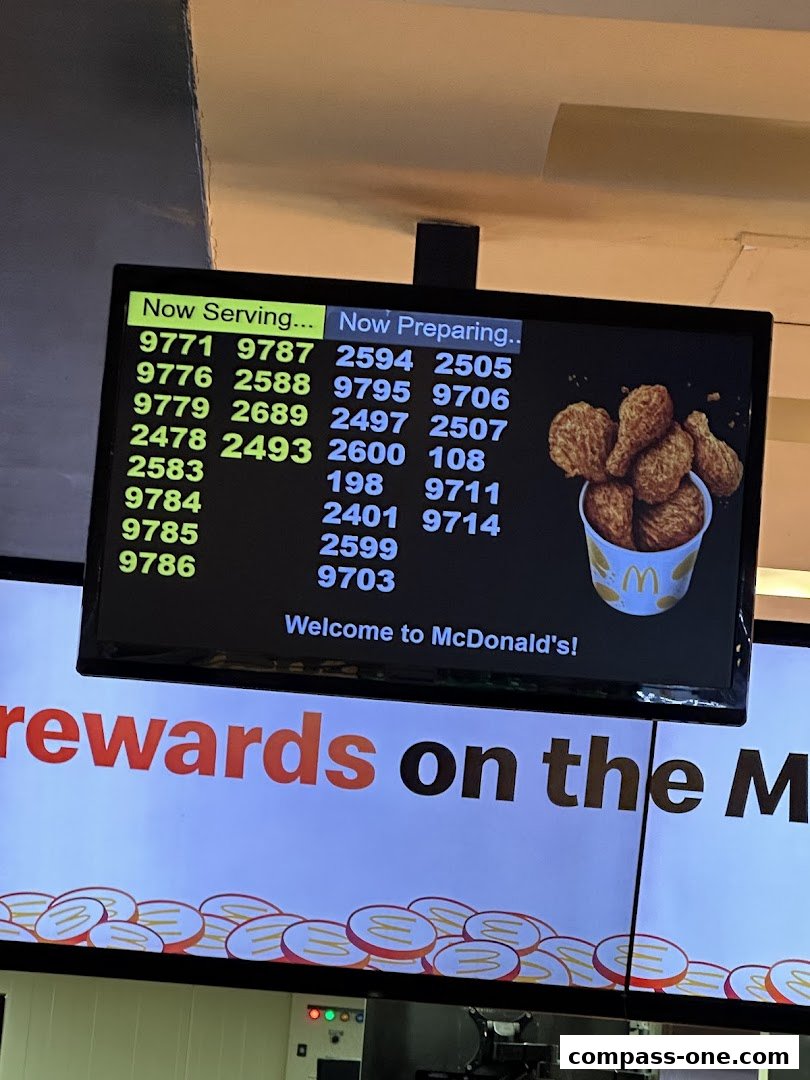 Now Serving... Now Preparing..
9771 9787 2594 2505
9776 2588 9795 9706
9779 2689 2497 2507
2478 2493 2600 108
2583 198 9711
9784 2401 9714
9785 2599
9786 9703
Welcome to McDonald's!
rewards on the M
compass-one.com